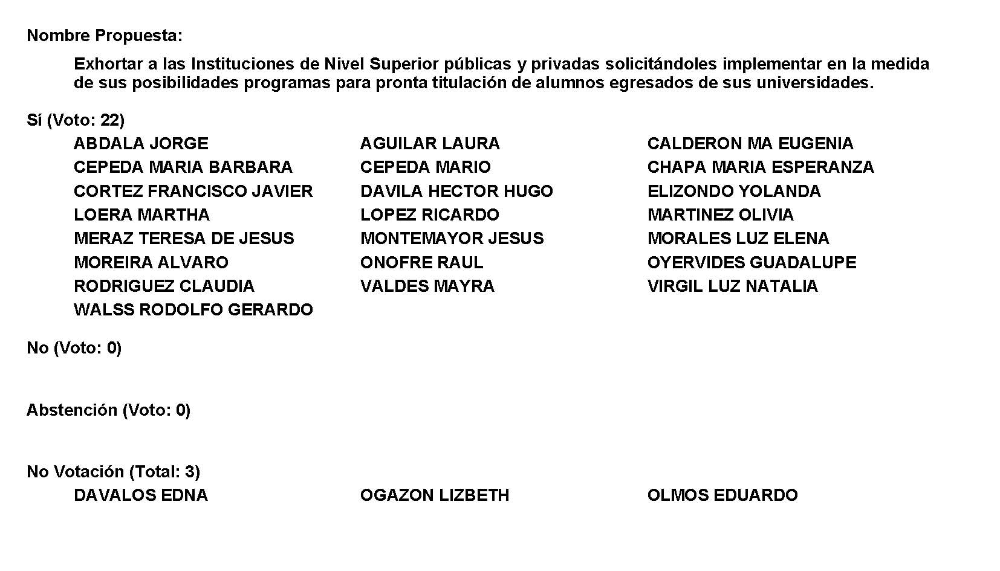 Nombre Propuesta:
Exhortar a las Instituciones de Nivel Superior públicas y privadas solicitándoles implementar en la medida
de sus posibilidades programas para pronta titulación de alumnos egresados de sus universidades.
Sí (Voto: 22)
ABDALA JORGE AGUILAR LAURA CALDERON MA EUGENIA
CEPEDA MARIA BARBARA CEPEDA MARIO CHAPA MARIA ESPERANZA
CORTEZ FRANCISCO JAVIER DAVILA HECTOR HUGO ELIZONDO YOLANDA
LOERA MARTHA LOPEZ RICARDO MARTINEZ OLIVIA
MERAZ TERESA DE JESUS MONTEMAYOR JESUS MORALES LUZ ELENA
MOREIRA ALVARO ONOFRE RAUL OYERVIDES GUADALUPE
RODRIGUEZ CLAUDIA VALDES MAYRA VIRGIL LUZ NATALIA
WALSS RODOLFO GERARDO
No (Voto: 0)
Abstención (Voto: 0)
No Votación (Total: 3)
DAVALOS EDNA OGAZON LIZBETH OLMOS EDUARDO